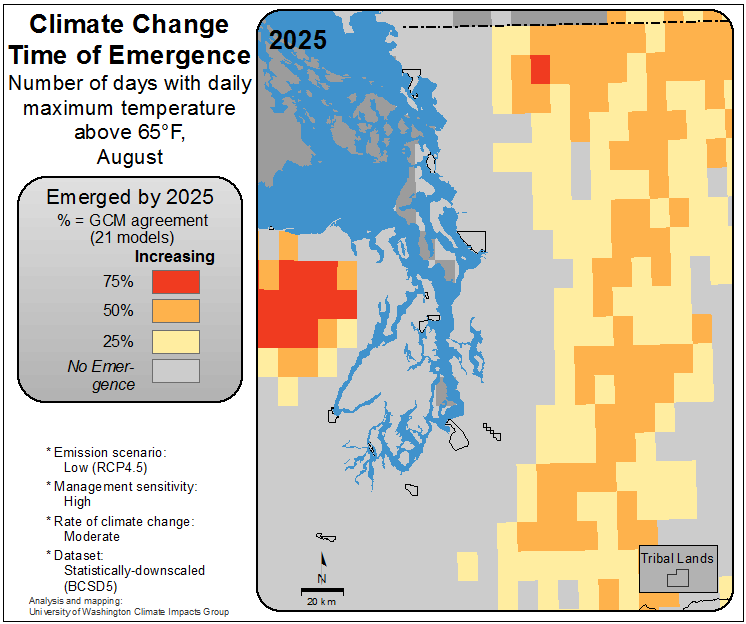 Climate Change
Time of Emergence
Number of days with daily
maximum temperature
above 65°F,
August
Emerged by 2025
% = GCM agreement
(21 models)
Increasing
75%
50%
25%
No Emer-
gence
* Emission scenario:
Low (RCP4.5)
* Management sensitivity:
High
* Rate of climate change:
Moderate
* Dataset:
Statistically-downscaled
(BCSD5)
Analysis and mapping:
University of Washington Climate Impacts Group
2025
N
20 km
Tribal Lands